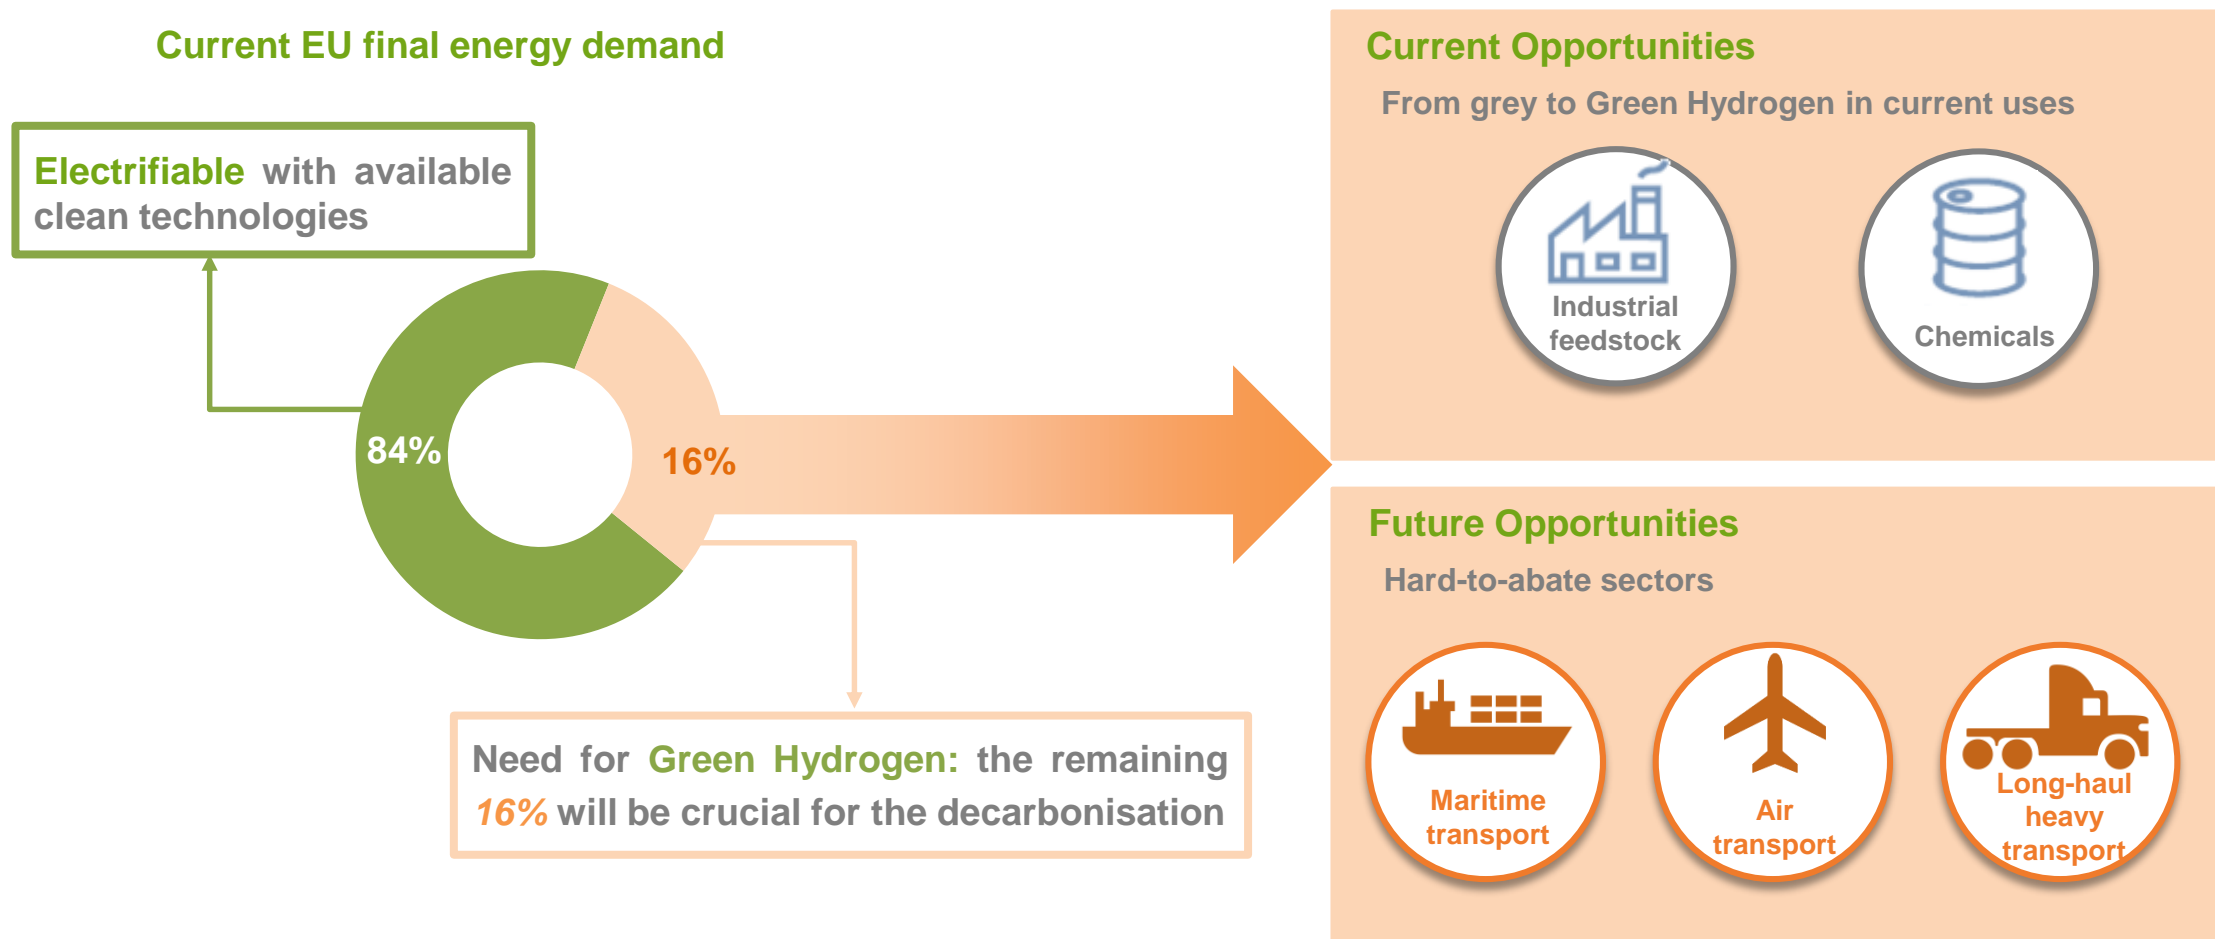 Current EU final energy demand
Electrifiable with available
clean technologies
84%
16%
Need for Green Hydrogen: the remaining
16% will be crucial for the decarbonisation
Current Opportunities
From grey to Green Hydrogen in current uses
Industrial
feedstock
Chemicals
Future Opportunities
Hard-to-abate sectors
Maritime
transport
Air
transport
Long-haul
heavy
transport